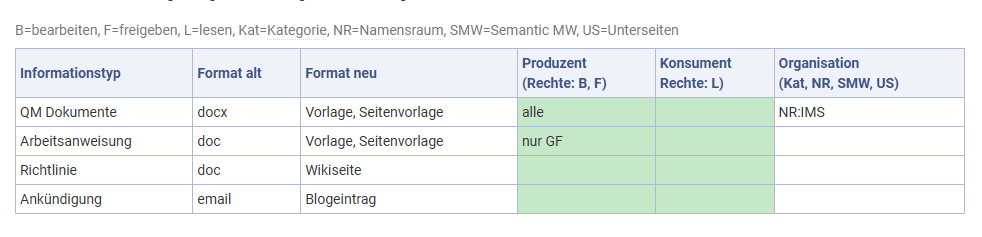 B=bearbeiten, F=freigeben, L=lesen, Kat=Kategorie, NR=Namensraum, SMW=Semantic MW, US=Unterseiten
Informationstyp Format alt Format neu Produzent (Rechte: B, F) Konsument Rechte: L) Organisation (Kat, NR, SMW, US)
QM Dokumente docx Vorlage, Seitenvorlage alle NR:IMS
Arbeitsanweisung doc Vorlage, Seitenvorlage nur GF
Richtlinie doc Wikiseite
Ankündigung email Blogeintrag